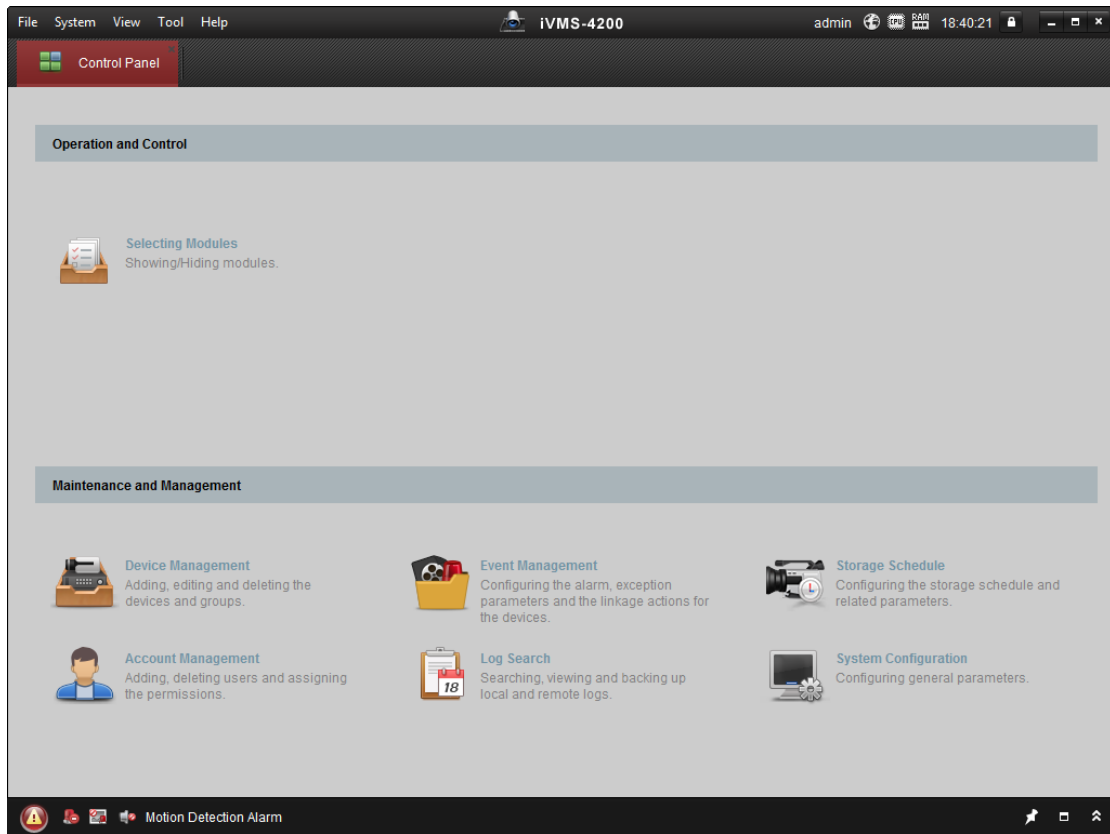 File System View Tool Help iVMS-4200 admin CPU RAM 18:40:21
Control Panel
Operation and Control
Selecting Modules
Showing/Hiding modules.
Maintenance and Management
Device Management
Adding, editing and deleting the
devices and groups.
Event Management
Configuring the alarm, exception
parameters and the linkage actions for
the devices.
Storage Schedule
Configuring the storage schedule and
related parameters.
Account Management
Adding, deleting users and assigning
the permissions.
18
Log Search
Searching, viewing and backing up
local and remote logs.
System Configuration
Configuring general parameters.
Motion Detection Alarm